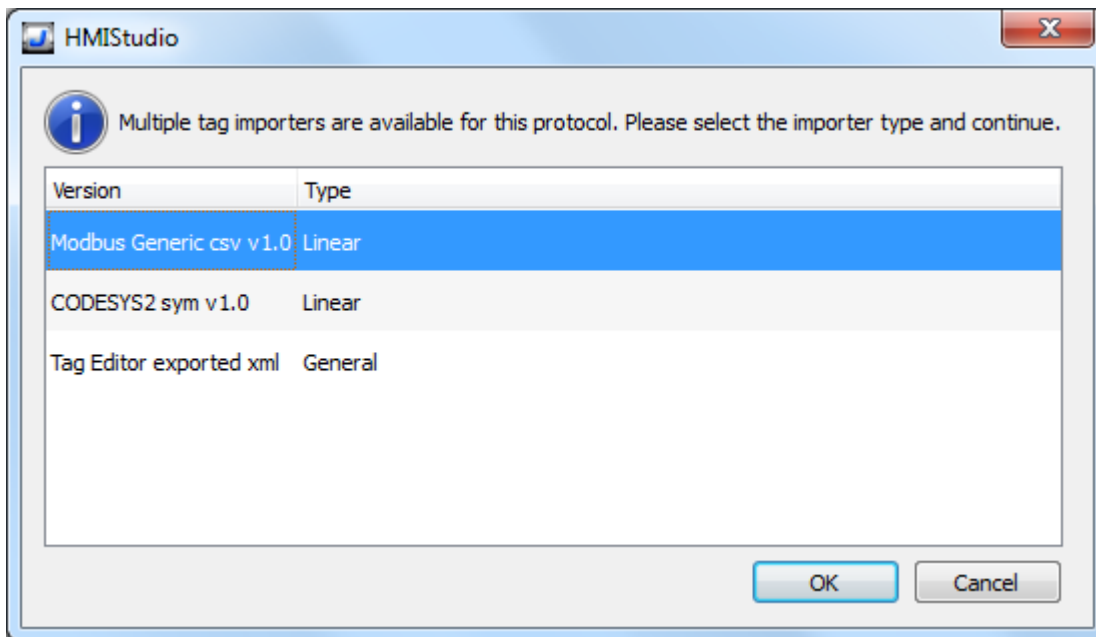 HMIStudio
Multiple tag importers are available for this protocol. Please select the importer type and continue.
Version Type
Modbus Generic csv v1.0 Linear
CODESYS2 sym v1.0 Linear
Tag Editor exported xml General
OK Cancel